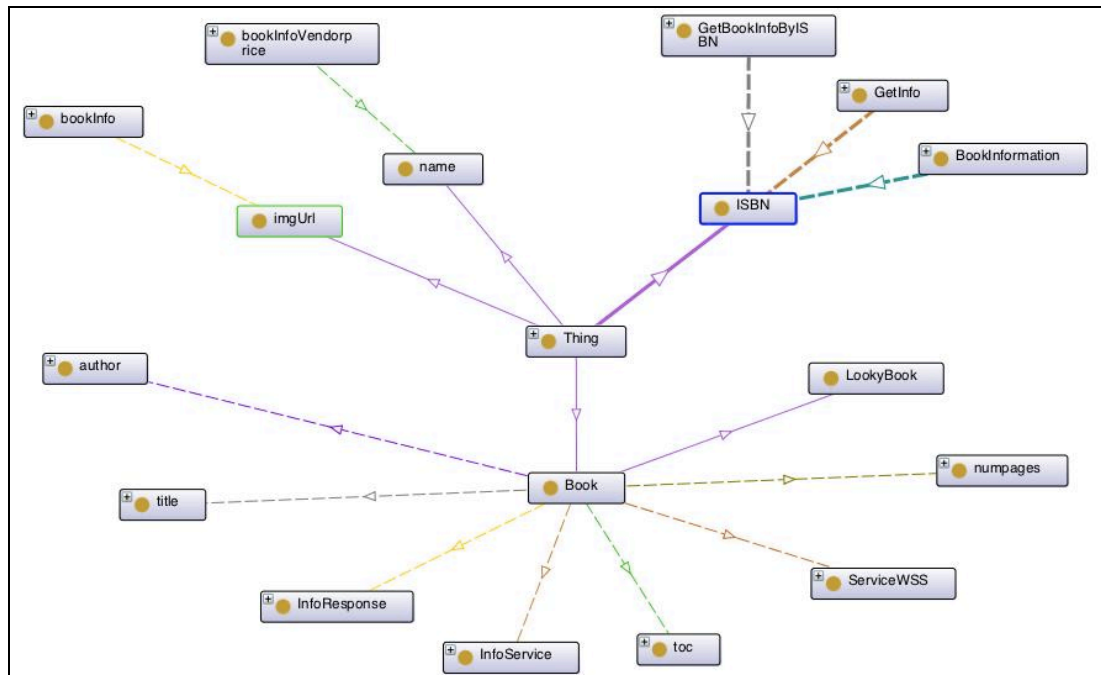 bookInfoVendorp
rice
GetBookInfoByIS
BN
GetInfo
bookInfo
BookInformation
name
ISBN
imgUrl
Thing
author
LookyBook
numpages
Book
title
ServiceWSS
InfoResponse
InfoService
toc